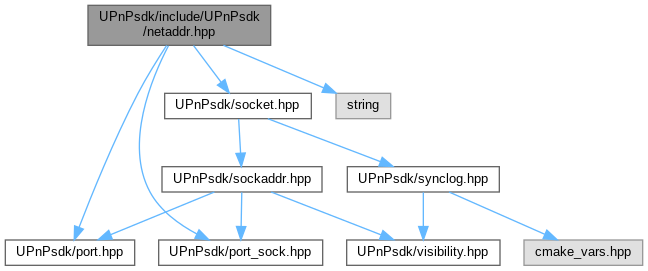 UPnPsdk/include/UPnPsdk
/netaddr.hpp
UPnPsdk/socket.hpp
string
UPnPsdk/sockaddr.hpp
UPnPsdk/synclog.hpp
UPnPsdk/port.hpp
UPnPsdk/port_sock.hpp
UPnPsdk/visibility.hpp
cmake_vars.hpp